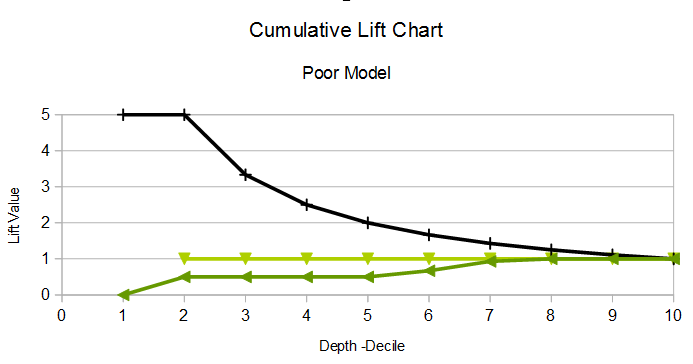 Cumulative Lift Chart
Poor Model
5
4
3
2
1
0
Lift Value
0 1 2 3 4 5 6 7 8 9 10
Depth -Decile